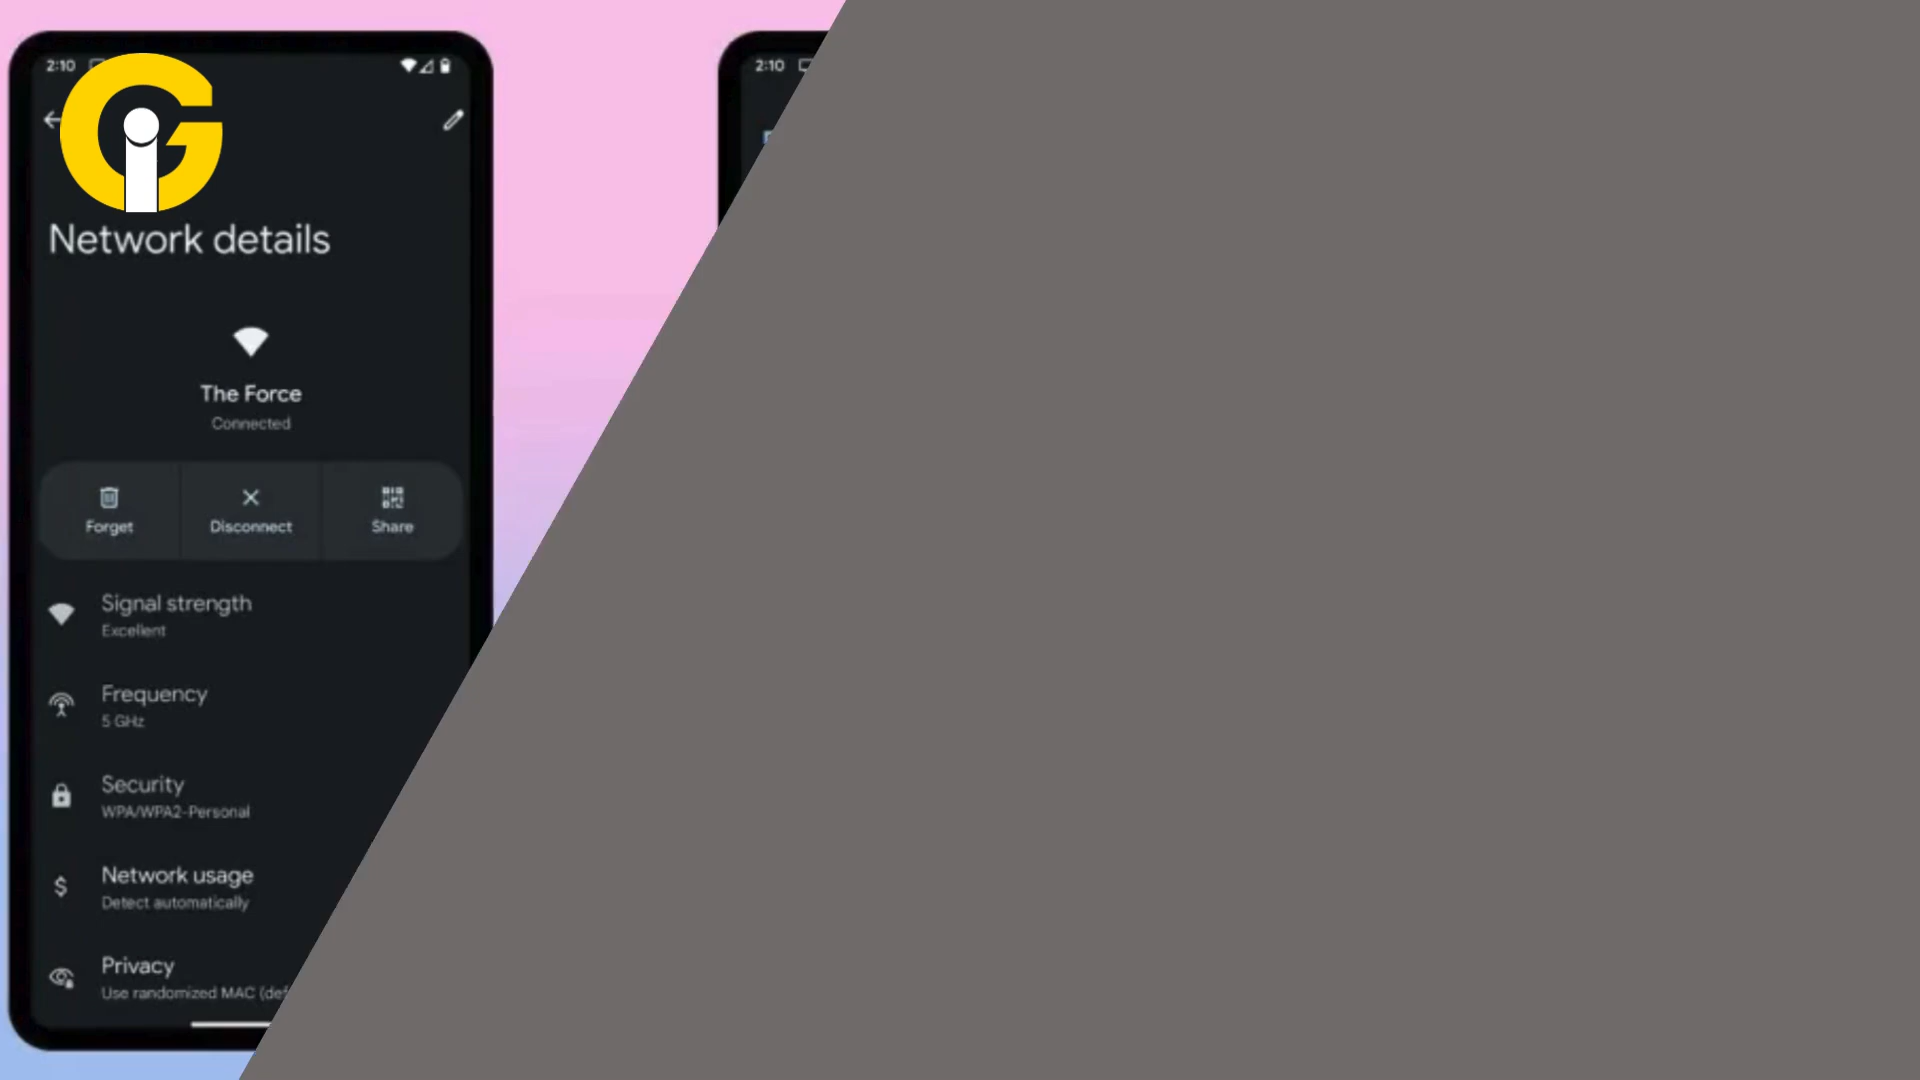 2:10
2:10
Network details
The Force
Connected
Forget
Disconnect
Share
Signal strength
Excellent
Frequency
5 GHz
Security
WPA/WPA2-Personal
Network usage
Detect automatically
Privacy
Use randomized MAC